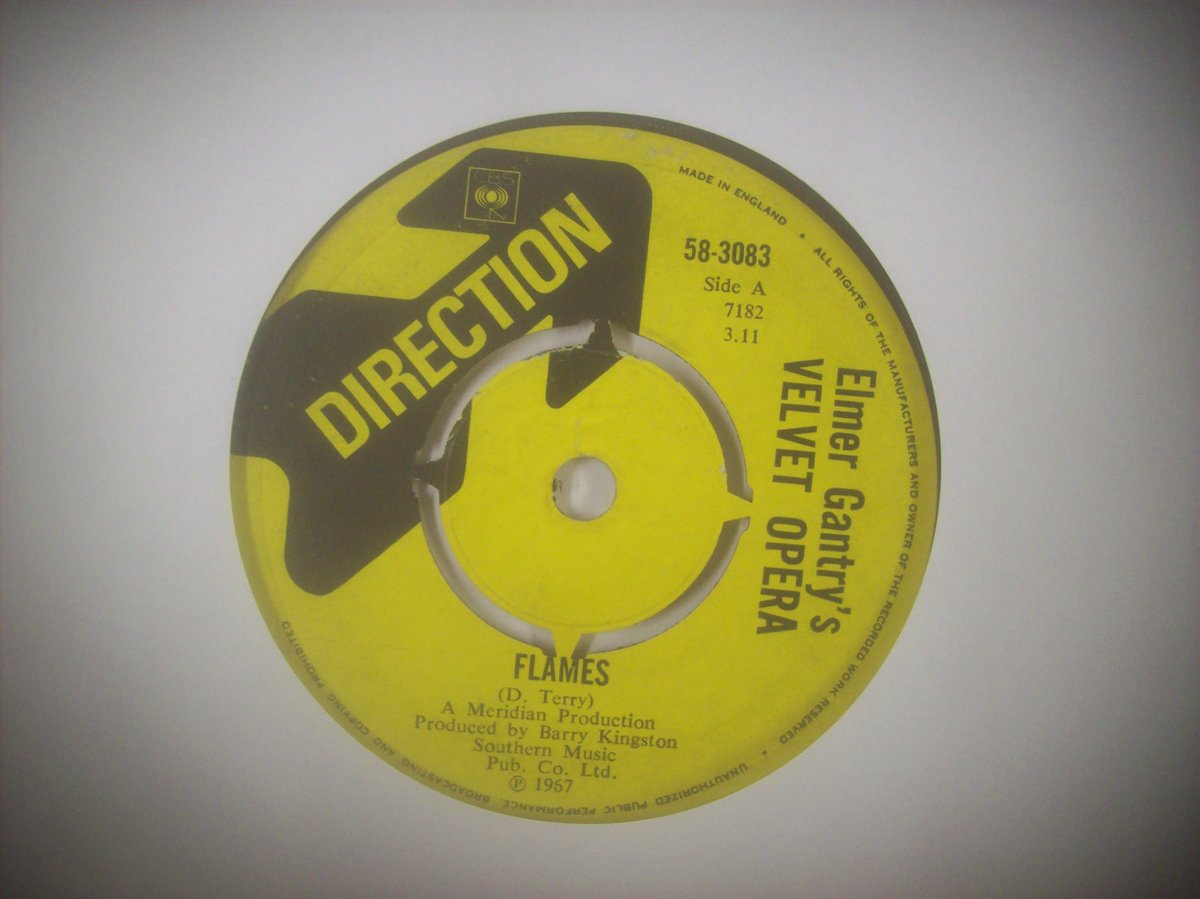 CBS
DIRECTION
MADE IN ENGLAND • ALL RIGHTS OF THE MANUFACTURERS AND OWNER OF THE RECORDED WORK RESERVED • UNAUTHORIZED PUBLIC PERFORMANCE, BROADCASTING AND COPYING PROHIBITED
58-3083
Side A
7182
3.11
Elmer Gantry's
VELVET OPERA
FLAMES
(D. Terry)
A Meridian Production
Produced by Barry Kingston
Southern Music
Pub. Co. Ltd.
℗ 1967